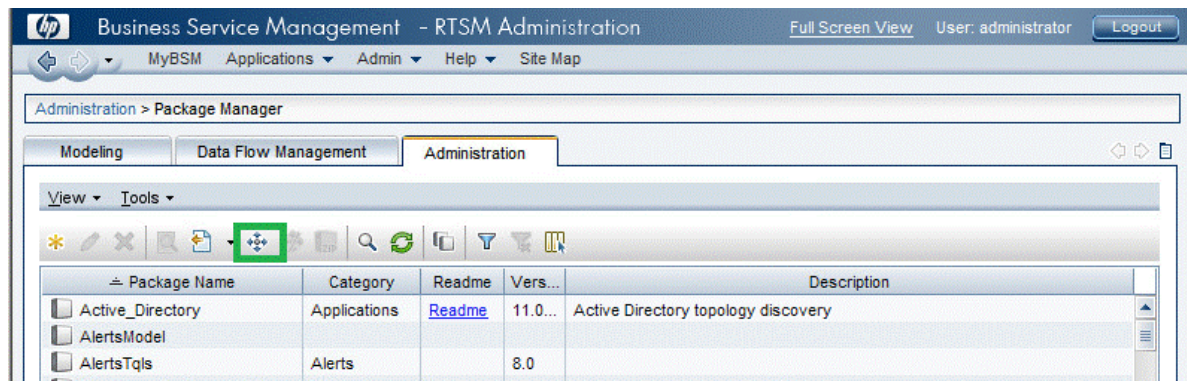 hp Business Service Management - RTSM Administration Full Screen View User: administrator Logout
MyBSM Applications Admin Help Site Map
Administration > Package Manager
Modeling Data Flow Management Administration
View Tools
Package Name Category Readme Vers... Description
Active_Directory Applications Readme 11.0... Active Directory topology discovery
AlertsModel
AlertsTqls Alerts 8.0